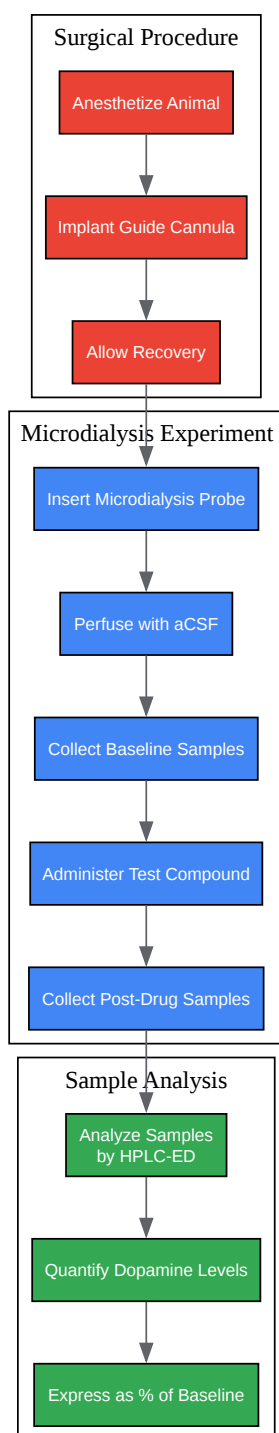 Surgical Procedure
Anesthetize Animal
Implant Guide Cannula
Allow Recovery
Microdialysis Experiment
Insert Microdialysis Probe
Perfuse with aCSF
Collect Baseline Samples
Administer Test Compound
Collect Post-Drug Samples
Sample Analysis
Analyze Samples
by HPLC-ED
Quantify Dopamine Levels
Express as % of Baseline